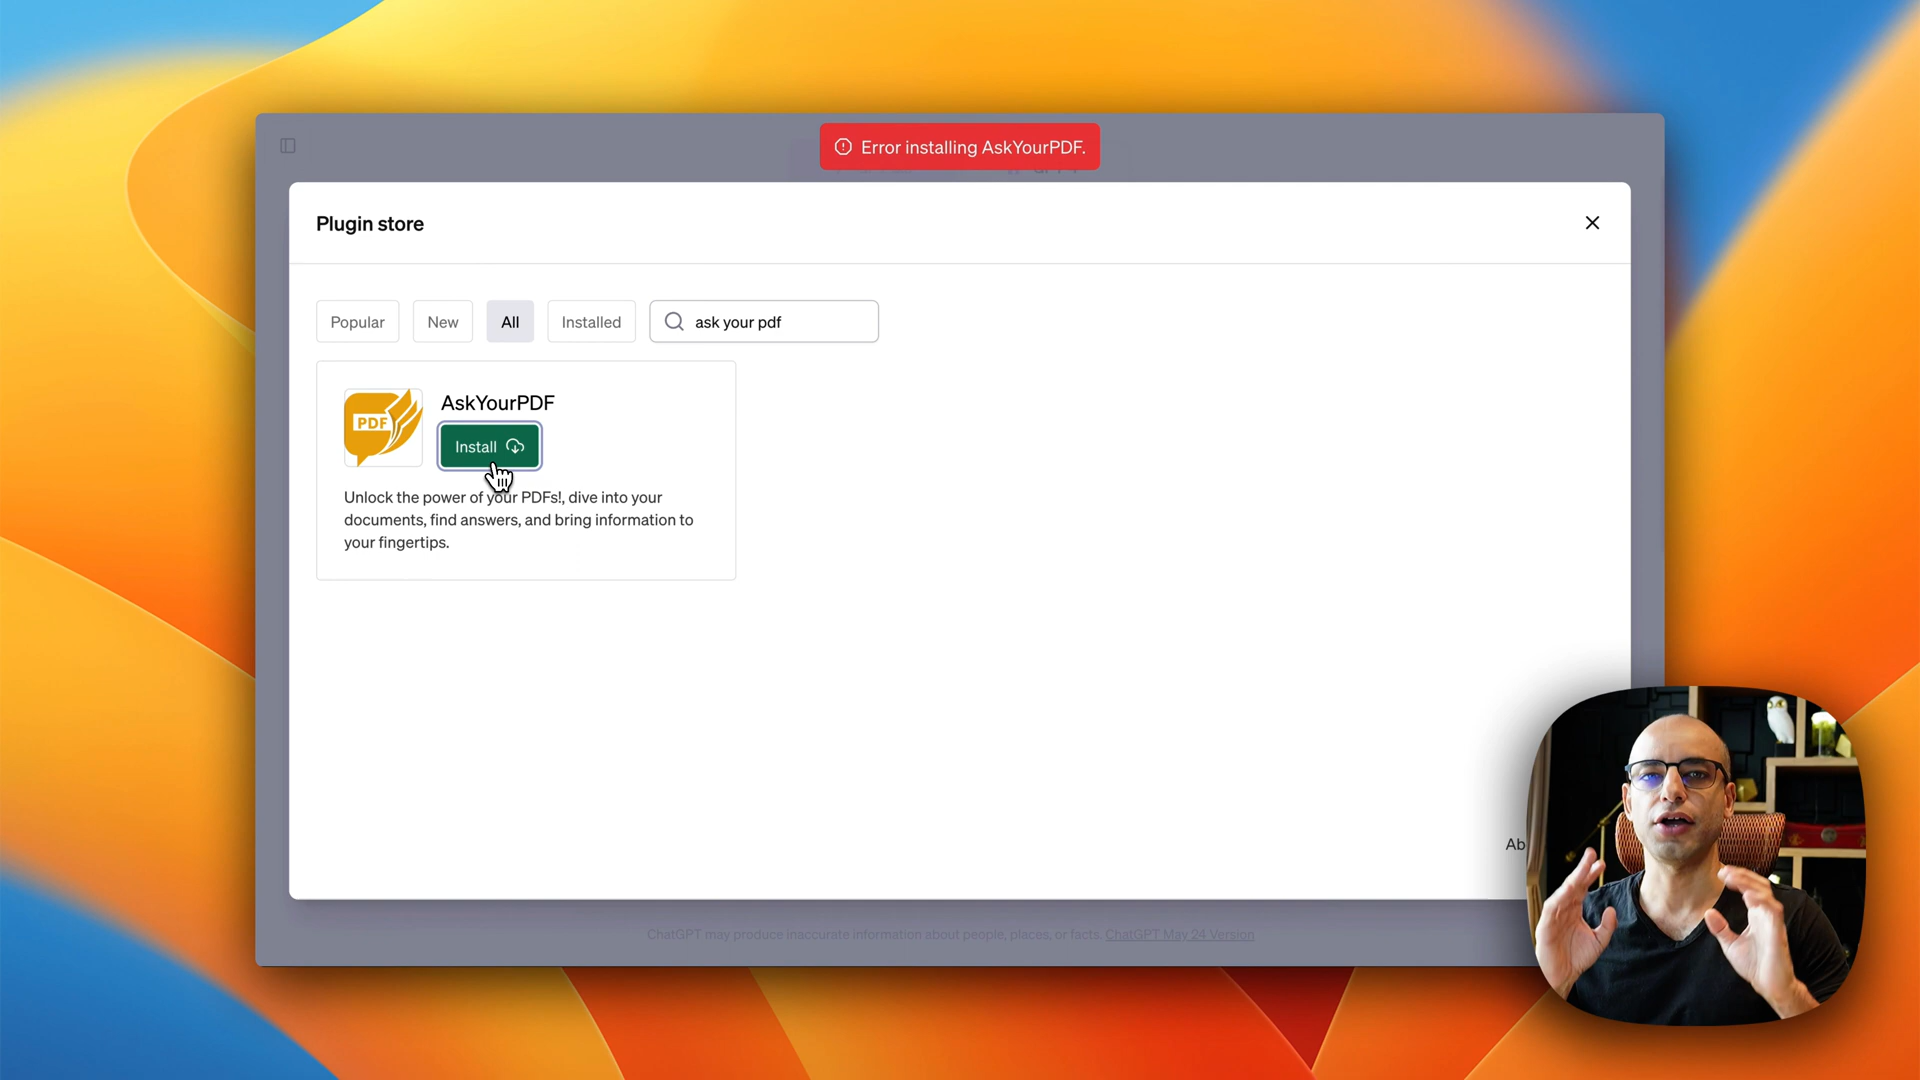 Error installing AskYourPDF.
Plugin store
Popular
New
All
Installed
ask your pdf
PDF
AskYourPDF
Install
Unlock the power of your PDFs!, dive into your
documents, find answers, and bring information to
your fingertips.
Ab
ChatGPT may produce inaccurate information about people, places, or facts. ChatGPT May 24 Version